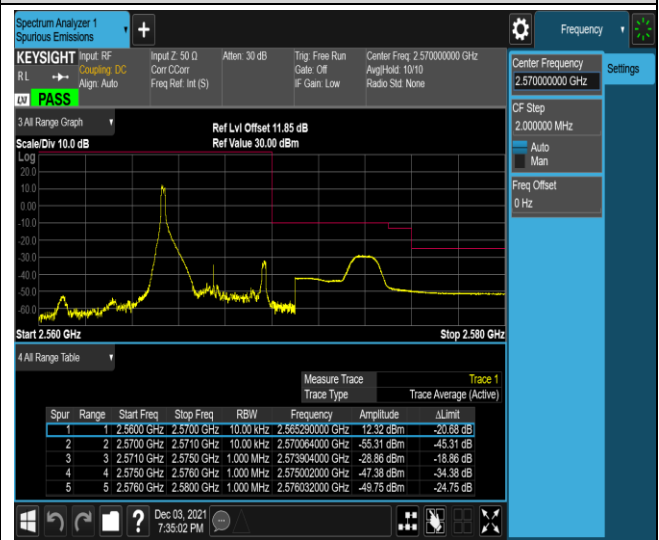 Spectrum Analyzer 1
Spurious Emissions
Frequency
KEYSIGHT Input: RF
R L
Coupling: DC
Align: Auto
LXI PASS
Input Z: 50 Ω
Corr CCorr
Freq Ref: Int (S)
Atten: 30 dB
Trig: Free Run
Gate: Off
IF Gain: Low
Center Freq: 2.570000000 GHz
Avg|Hold: 10/10
Radio Std: None
Center Frequency
2.570000000 GHz
Settings
CF Step
2.000000 MHz
Auto
Man
Freq Offset
0 Hz
3 All Range Graph
Scale/Div 10.0 dB
Ref Lvl Offset 11.85 dB
Ref Value 30.00 dBm
Log
20.0
10.0
0.00
-10.0
-20.0
-30.0
-40.0
-50.0
-60.0
Start 2.560 GHz
Stop 2.580 GHz
4 All Range Table
Measure Trace Trace 1
Trace Type Trace Average (Active)
Spur Range Start Freq Stop Freq RBW Frequency Amplitude ΔLimit
1 1 2.5600 GHz 2.5700 GHz 10.00 kHz 2.565290000 GHz 12.32 dBm -20.68 dB
2 2 2.5700 GHz 2.5710 GHz 10.00 kHz 2.570064000 GHz -55.31 dBm -45.31 dB
3 3 2.5710 GHz 2.5750 GHz 1.000 MHz 2.573904000 GHz -28.86 dBm -18.86 dB
4 4 2.5750 GHz 2.5760 GHz 1.000 MHz 2.575002000 GHz -47.38 dBm -34.38 dB
5 5 2.5760 GHz 2.5800 GHz 1.000 MHz 2.576032000 GHz -49.75 dBm -24.75 dB
Dec 03, 2021
7:35:02 PM